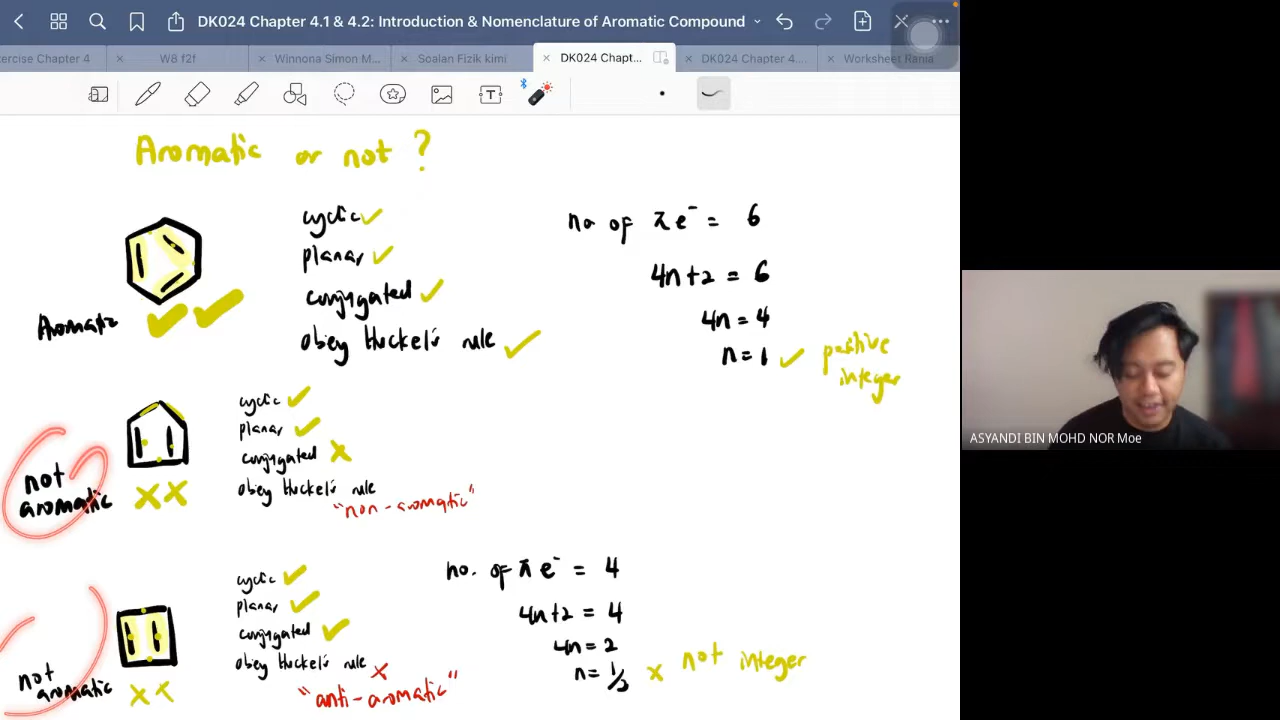 DK024 Chapter 4.1 & 4.2: Introduction & Nomenclature of Aromatic Compound
ercise Chapter 4
W8 f2f
Winnona Simon M...
Soalan Fizik kimi
DK024 Chapt...
DK024 Chapter 4....
Worksheet Rania
Aromatic or not ?
cyclic ✓
planar ✓
conjugated ✓
obey Huckel's rule ✓
Aromatic ✓✓
no. of π e⁻ = 6
4n+2 = 6
4n = 4
n = 1 ✓ positive
integer
cyclic ✓
planar ✓
conjugated ✗
obey Huckel's rule
"non-aromatic"
not
aromatic ✗✗
cyclic ✓
planar ✓
conjugated ✓
obey Huckel's rule ✗
"anti-aromatic"
not
aromatic ✗✗
no. of π e⁻ = 4
4n+2 = 4
4n = 2
n = 1/2 ✗ not integer
ASYANDI BIN MOHD NOR Moe